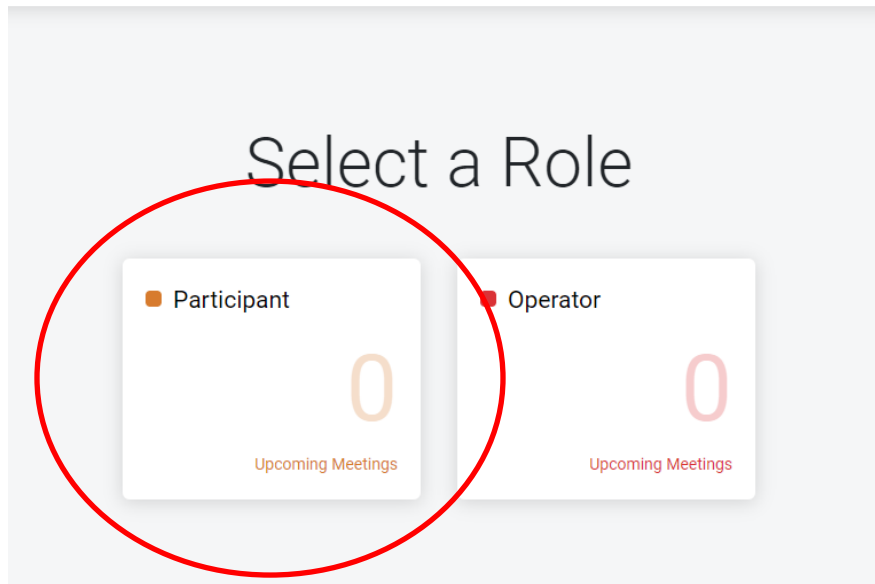 Select a Role
Participant
0
Upcoming Meetings
Operator
0
Upcoming Meetings